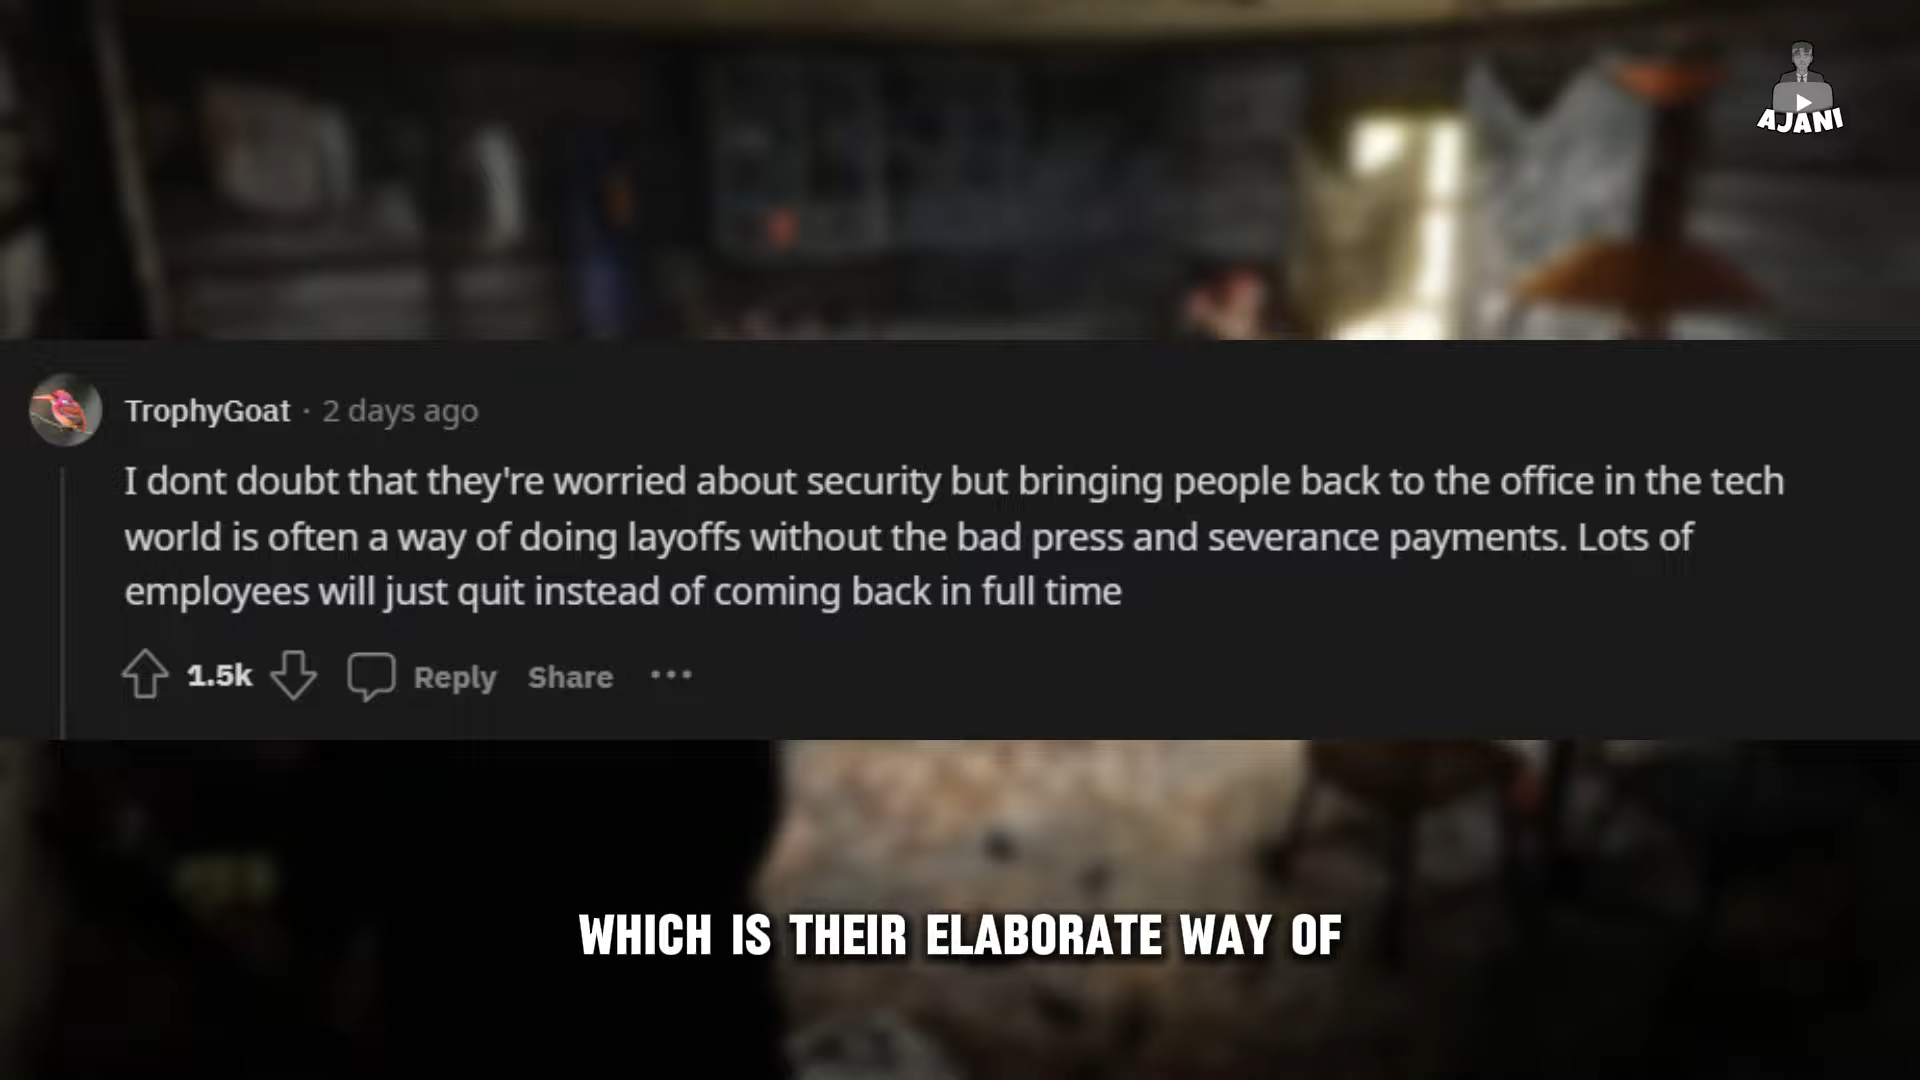 AJANI
TrophyGoat · 2 days ago
I dont doubt that they're worried about security but bringing people back to the office in the tech
world is often a way of doing layoffs without the bad press and severance payments. Lots of
employees will just quit instead of coming back in full time
1.5k Reply Share ···
WHICH IS THEIR ELABORATE WAY OF